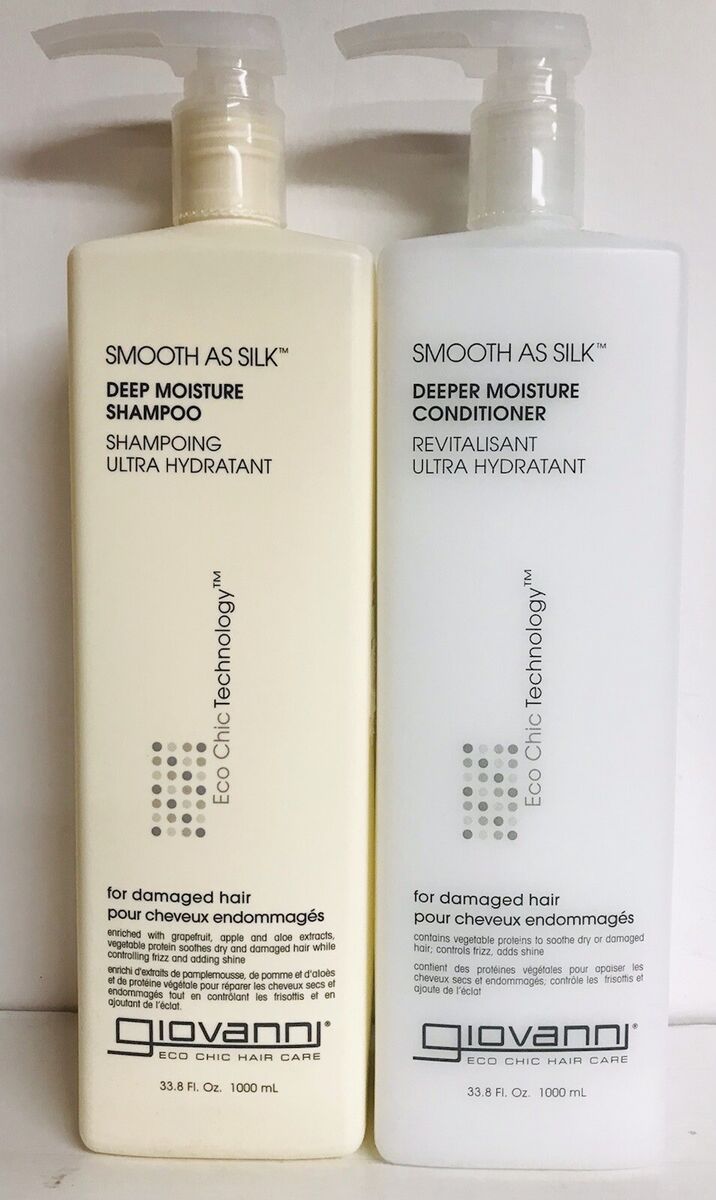 SMOOTH AS SILK™
DEEP MOISTURE
SHAMPOO
SHAMPOING
ULTRA HYDRATANT
Eco Chic Technology™
for damaged hair
pour cheveux endommagés
enriched with grapefruit, apple and aloe extracts,
vegetable protein soothes dry and damaged hair while
controlling frizz and adding shine
enrichi d'extraits de pamplemousse, de pomme et d'aloès
et de protéine végétale pour réparer les cheveux secs et
endommagés tout en contrôlant les frisottis et en
ajoutant de l'éclat.
giovanni®
ECO CHIC HAIR CARE
33.8 Fl. Oz. 1000 mL
SMOOTH AS SILK™
DEEPER MOISTURE
CONDITIONER
REVITALISANT
ULTRA HYDRATANT
Eco Chic Technology™
for damaged hair
pour cheveux endommagés
contains vegetable proteins to soothe dry or damaged
hair; controls frizz, adds shine
contient des protéines végétales pour apaiser les
cheveux secs et endommagés; contrôle les frisottis et
ajoute de l'éclat
giovanni®
ECO CHIC HAIR CARE
33.8 Fl. Oz. 1000 mL